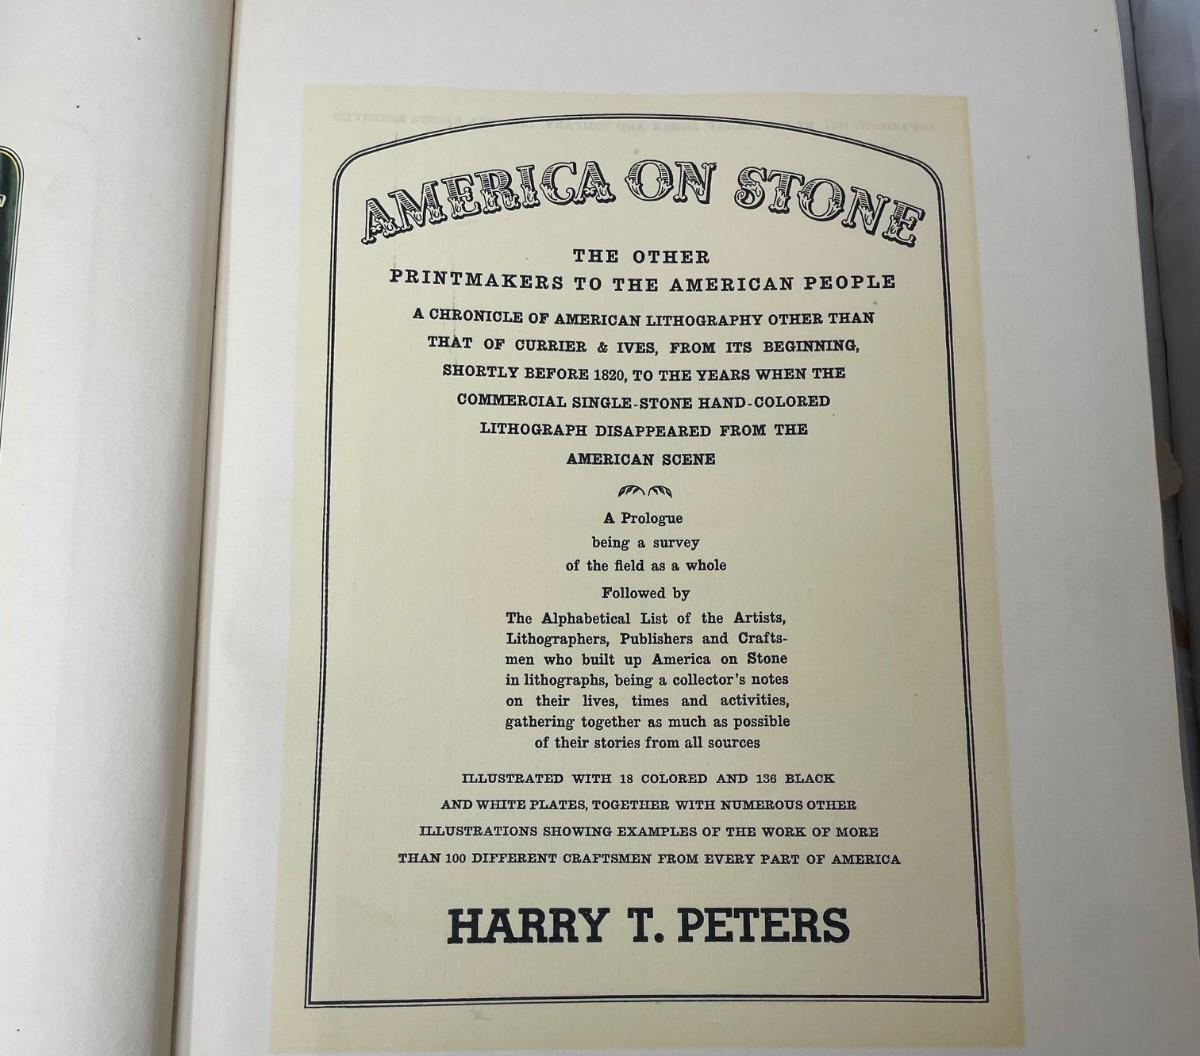 AMERICA ON STONE
THE OTHER
PRINTMAKERS TO THE AMERICAN PEOPLE
A CHRONICLE OF AMERICAN LITHOGRAPHY OTHER THAN
THAT OF CURRIER & IVES, FROM ITS BEGINNING,
SHORTLY BEFORE 1820, TO THE YEARS WHEN THE
COMMERCIAL SINGLE-STONE HAND-COLORED
LITHOGRAPH DISAPPEARED FROM THE
AMERICAN SCENE
A Prologue
being a survey
of the field as a whole
Followed by
The Alphabetical List of the Artists,
Lithographers, Publishers and Crafts-
men who built up America on Stone
in lithographs, being a collector's notes
on their lives, times and activities,
gathering together as much as possible
of their stories from all sources
ILLUSTRATED WITH 18 COLORED AND 136 BLACK
AND WHITE PLATES, TOGETHER WITH NUMEROUS OTHER
ILLUSTRATIONS SHOWING EXAMPLES OF THE WORK OF MORE
THAN 100 DIFFERENT CRAFTSMEN FROM EVERY PART OF AMERICA
HARRY T. PETERS